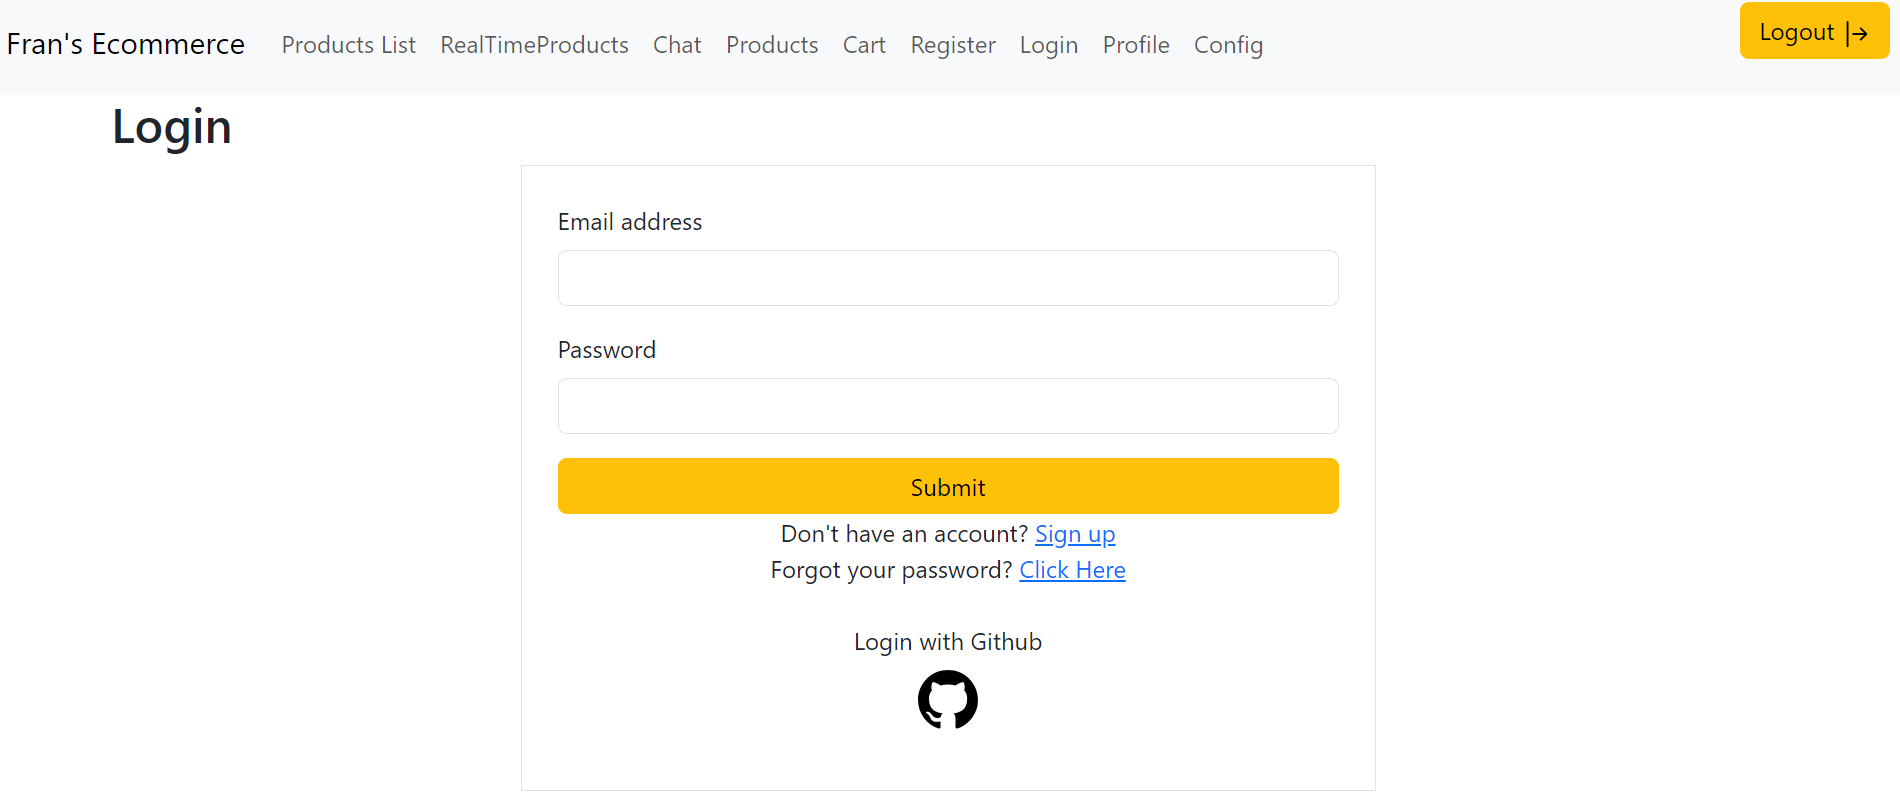 Fran's Ecommerce Products List RealTimeProducts Chat Products Cart Register Login Profile Config Logout
Login
Email address
Password
Submit
Don't have an account? Sign up
Forgot your password? Click Here
Login with Github